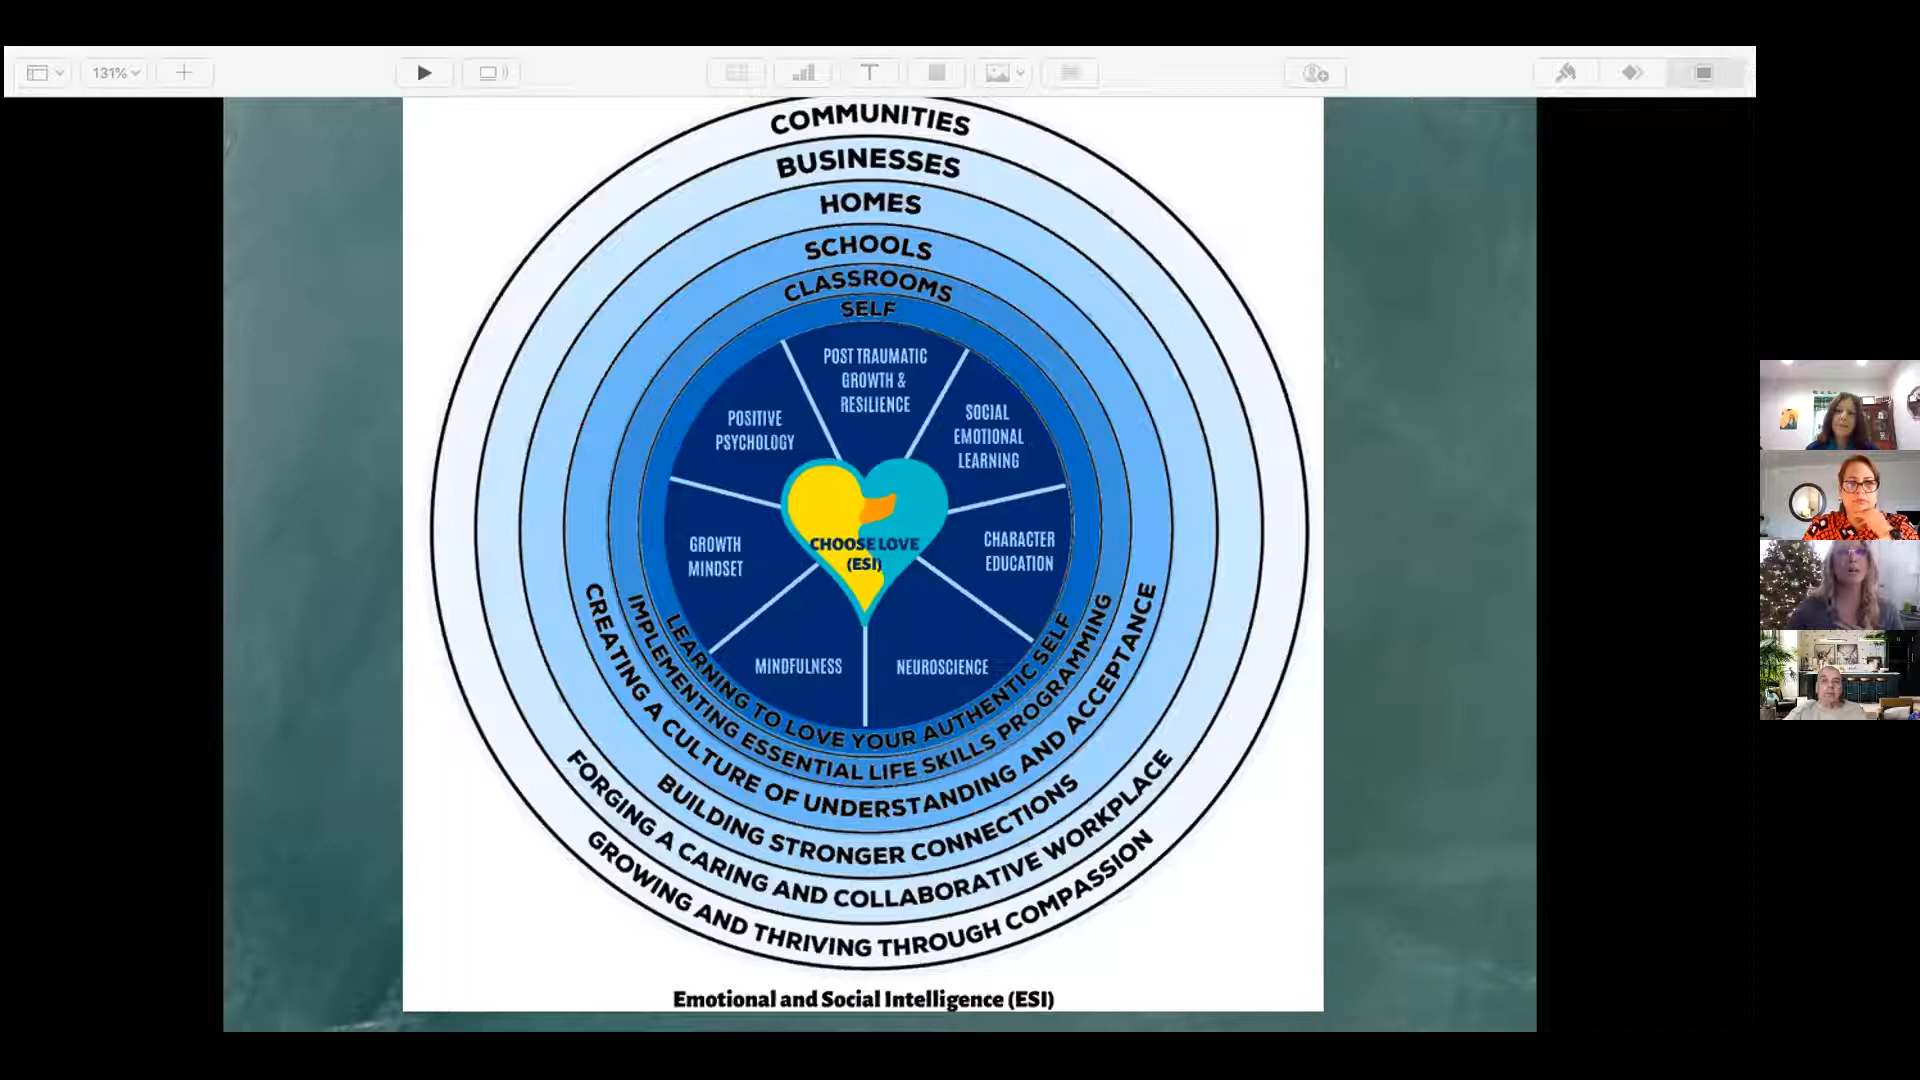 131%
COMMUNITIES
BUSINESSES
HOMES
SCHOOLS
CLASSROOMS
SELF
POST TRAUMATIC
GROWTH &
RESILIENCE
POSITIVE
PSYCHOLOGY
SOCIAL
EMOTIONAL
LEARNING
GROWTH
MINDSET
CHOOSE LOVE
(ESI)
CHARACTER
EDUCATION
MINDFULNESS
NEUROSCIENCE
LEARNING TO LOVE YOUR AUTHENTIC SELF
IMPLEMENTING ESSENTIAL LIFE SKILLS PROGRAMMING
CREATING A CULTURE OF UNDERSTANDING AND ACCEPTANCE
BUILDING STRONGER CONNECTIONS
FORGING A CARING AND COLLABORATIVE WORKPLACE
GROWING AND THRIVING THROUGH COMPASSION
Emotional and Social Intelligence (ESI)